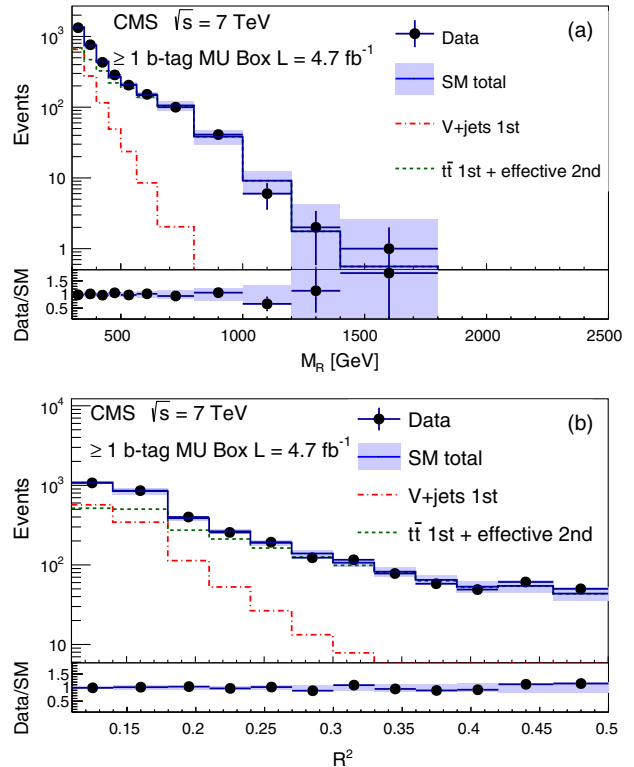 CMS √s = 7 TeV
(a)
≥ 1 b-tag MU Box L = 4.7 fb⁻¹
Data
SM total
V+jets 1st
tt̄ 1st + effective 2nd
Events
10³
10²
10
1
Data/SM
1.5
1
0.5
500 1000 1500 2000 2500
M_R [GeV]
CMS √s = 7 TeV
(b)
≥ 1 b-tag MU Box L = 4.7 fb⁻¹
Data
SM total
V+jets 1st
tt̄ 1st + effective 2nd
Events
10⁴
10³
10²
10
Data/SM
1.5
1
0.5
0.15 0.2 0.25 0.3 0.35 0.4 0.45 0.5
R²